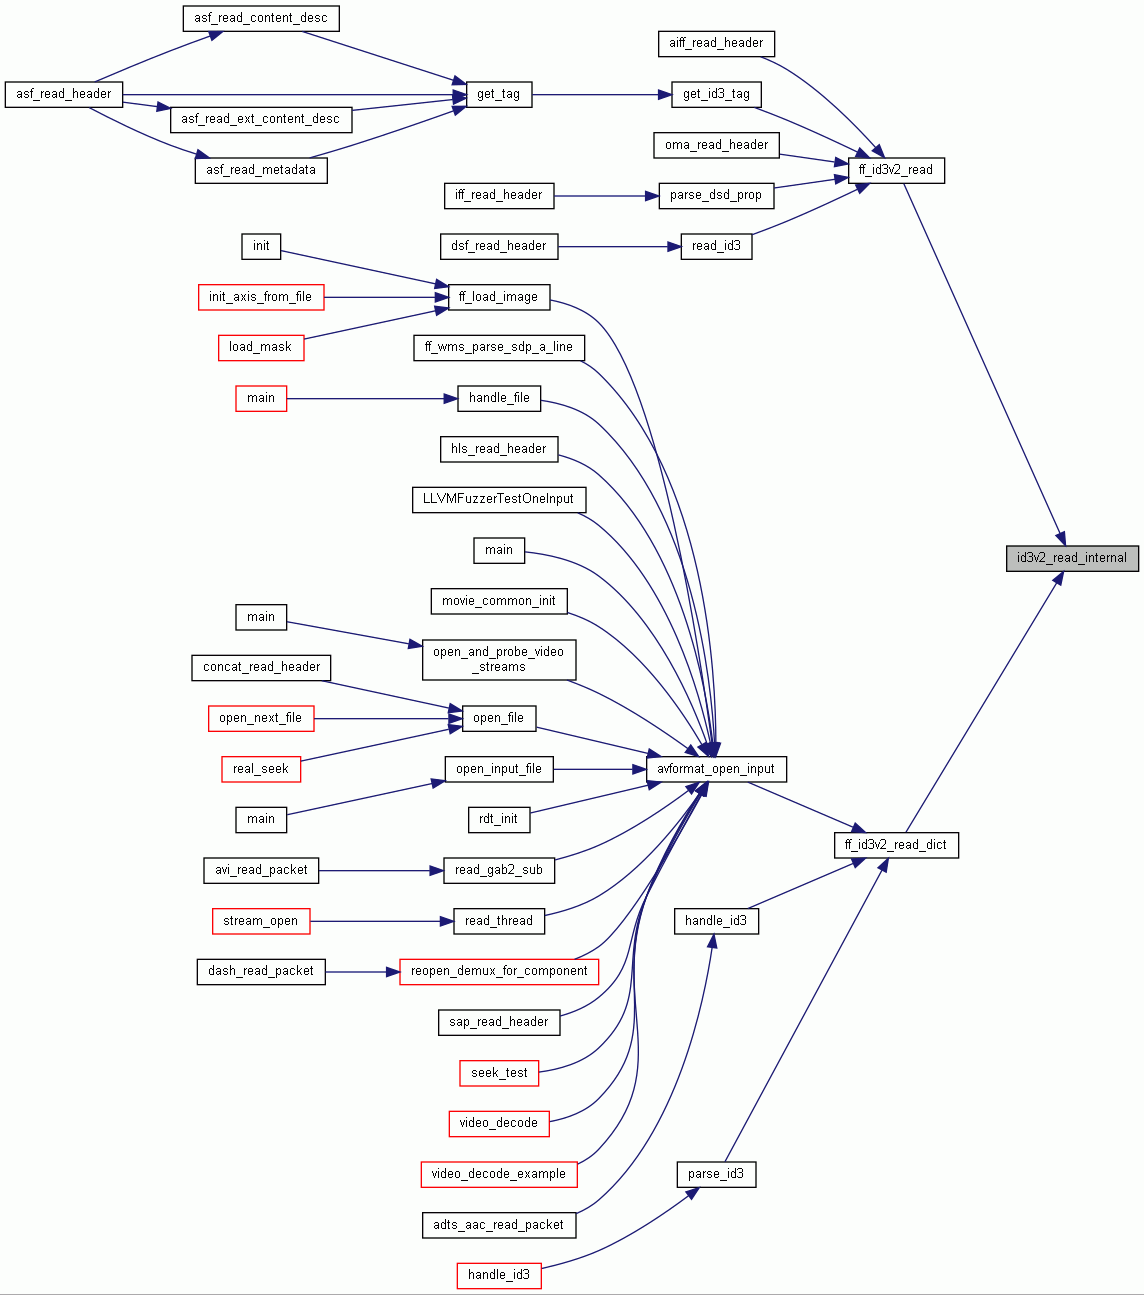 asf_read_content_desc
aiff_read_header
asf_read_header
get_tag
get_id3_tag
asf_read_ext_content_desc
oma_read_header
asf_read_metadata
ff_id3v2_read
iff_read_header
parse_dsd_prop
init
dsf_read_header
read_id3
init_axis_from_file
ff_load_image
load_mask
ff_wms_parse_sdp_a_line
main
handle_file
hls_read_header
LLVMFuzzerTestOneInput
main
id3v2_read_internal
movie_common_init
main
open_and_probe_video
_streams
concat_read_header
open_next_file
open_file
real_seek
open_input_file
avformat_open_input
main
rdt_init
ff_id3v2_read_dict
avi_read_packet
read_gab2_sub
stream_open
read_thread
handle_id3
dash_read_packet
reopen_demux_for_component
sap_read_header
seek_test
video_decode
video_decode_example
parse_id3
adts_aac_read_packet
handle_id3